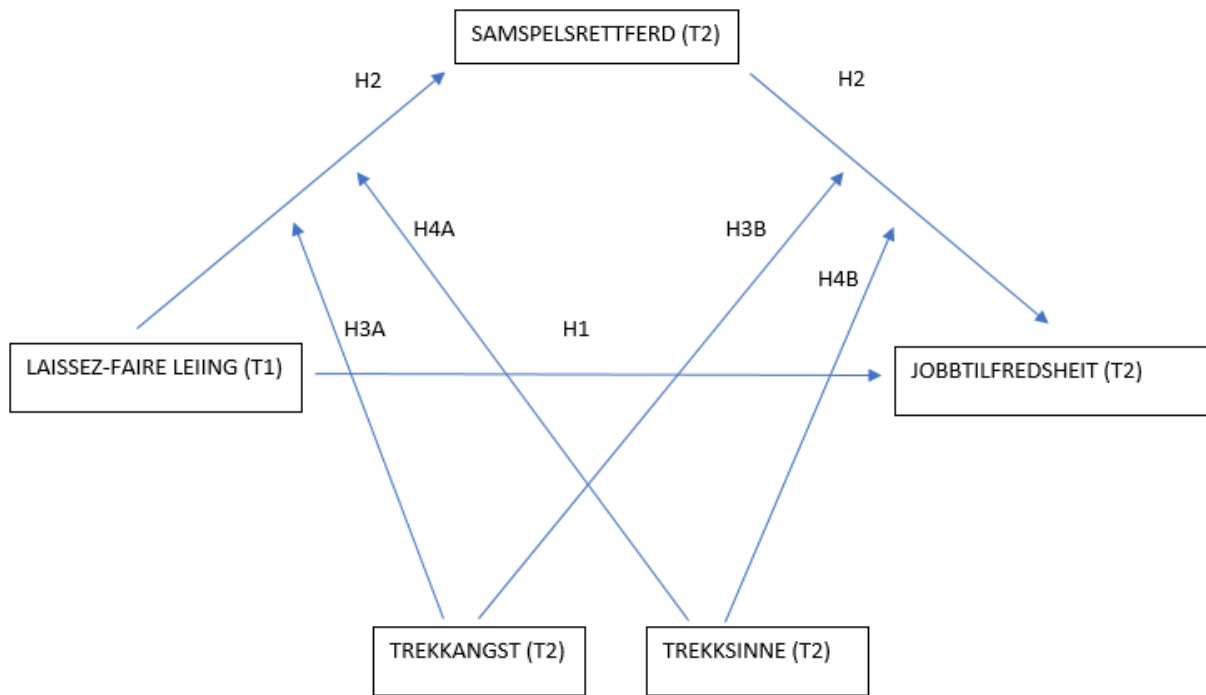 SAMSPELSRETTFERD (T2)
H2
H2
H4A
H3B
H4B
H3A
H1
LAISSEZ-FAIRE LEIING (T1)
JOBBTILFREDSHEIT (T2)
TREKKANGST (T2)
TREKKSINNE (T2)